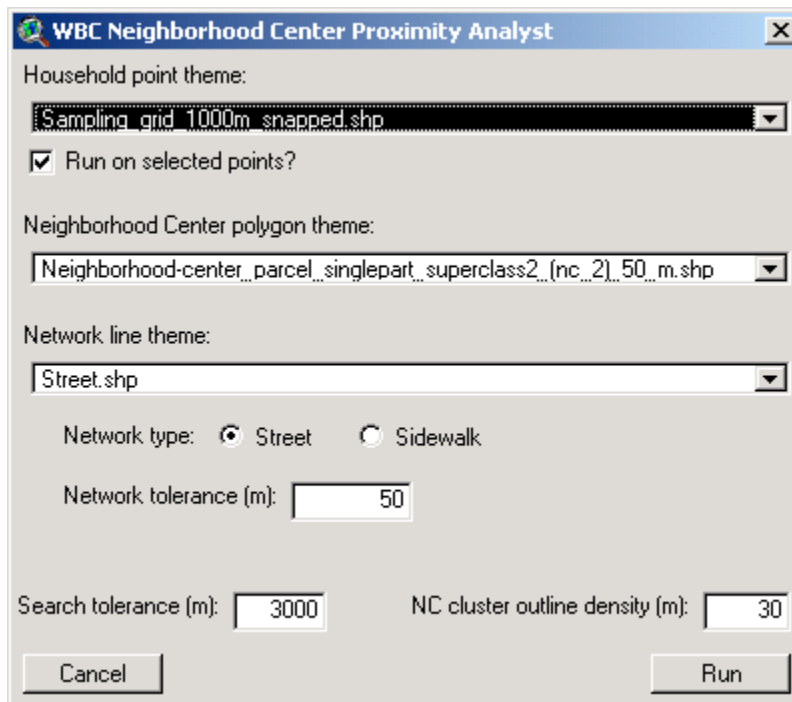 WBC Neighborhood Center Proximity Analyst
Household point theme:
Sampling_grid_1000m_snapped.shp
Run on selected points?
Neighborhood Center polygon theme:
Neighborhood-center_parcel_singlepart_superclass2_(nc_2)_50_m.shp
Network line theme:
Street.shp
Network type: Street Sidewalk
Network tolerance (m): 50
Search tolerance (m): 3000 NC cluster outline density (m): 30
Cancel Run